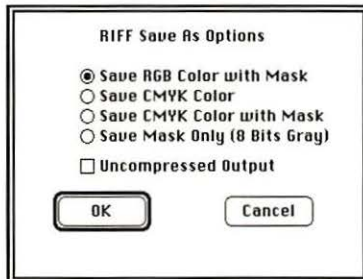 RIFF Save As Options
Save RGB Color with Mask
Save CMYK Color
Save CMYK Color with Mask
Save Mask Only (8 Bits Gray)
Uncompressed Output
OK Cancel